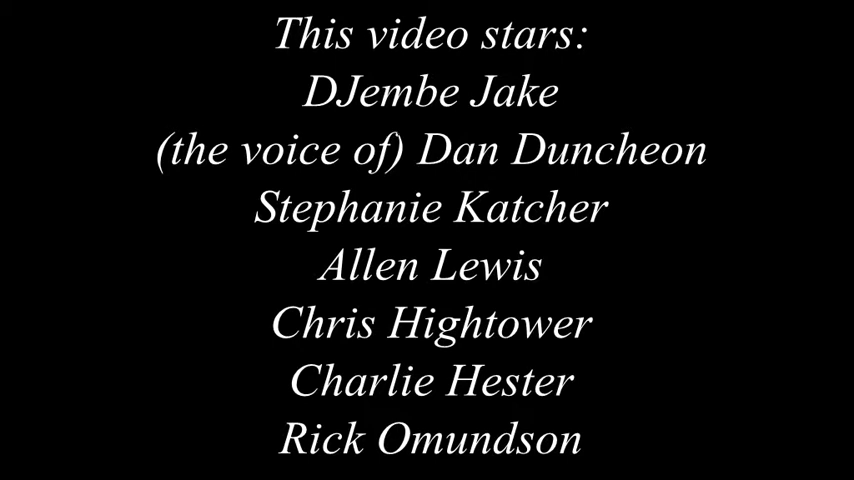 This video stars:
DJembe Jake
(the voice of) Dan Duncheon
Stephanie Katcher
Allen Lewis
Chris Hightower
Charlie Hester
Rick Omundson